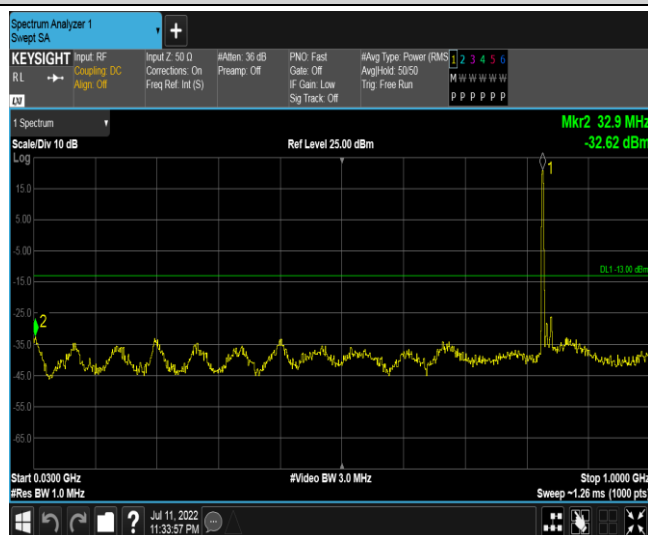 Spectrum Analyzer 1
Swept SA
KEYSIGHT
RL
LXI
Input: RF
Coupling: DC
Align: Off
Input Z: 50 Ω
Corrections: On
Freq Ref: Int (S)
#Atten: 36 dB
Preamp: Off
PNO: Fast
Gate: Off
IF Gain: Low
Sig Track: Off
#Avg Type: Power (RMS
Avg|Hold: 50/50
Trig: Free Run
1 2 3 4 5 6
M W W W W W
P P P P P P
1 Spectrum
Mkr2 32.9 MHz
Scale/Div 10 dB
Ref Level 25.00 dBm
-32.62 dBm
Log
1
15.0
5.00
-5.00
DL1 -13.00 dBm
-15.0
-25.0
2
-35.0
-45.0
-55.0
-65.0
Start 0.0300 GHz
#Video BW 3.0 MHz
Stop 1.0000 GHz
#Res BW 1.0 MHz
Sweep ~1.26 ms (1000 pts)
?
Jul 11, 2022
11:33:57 PM